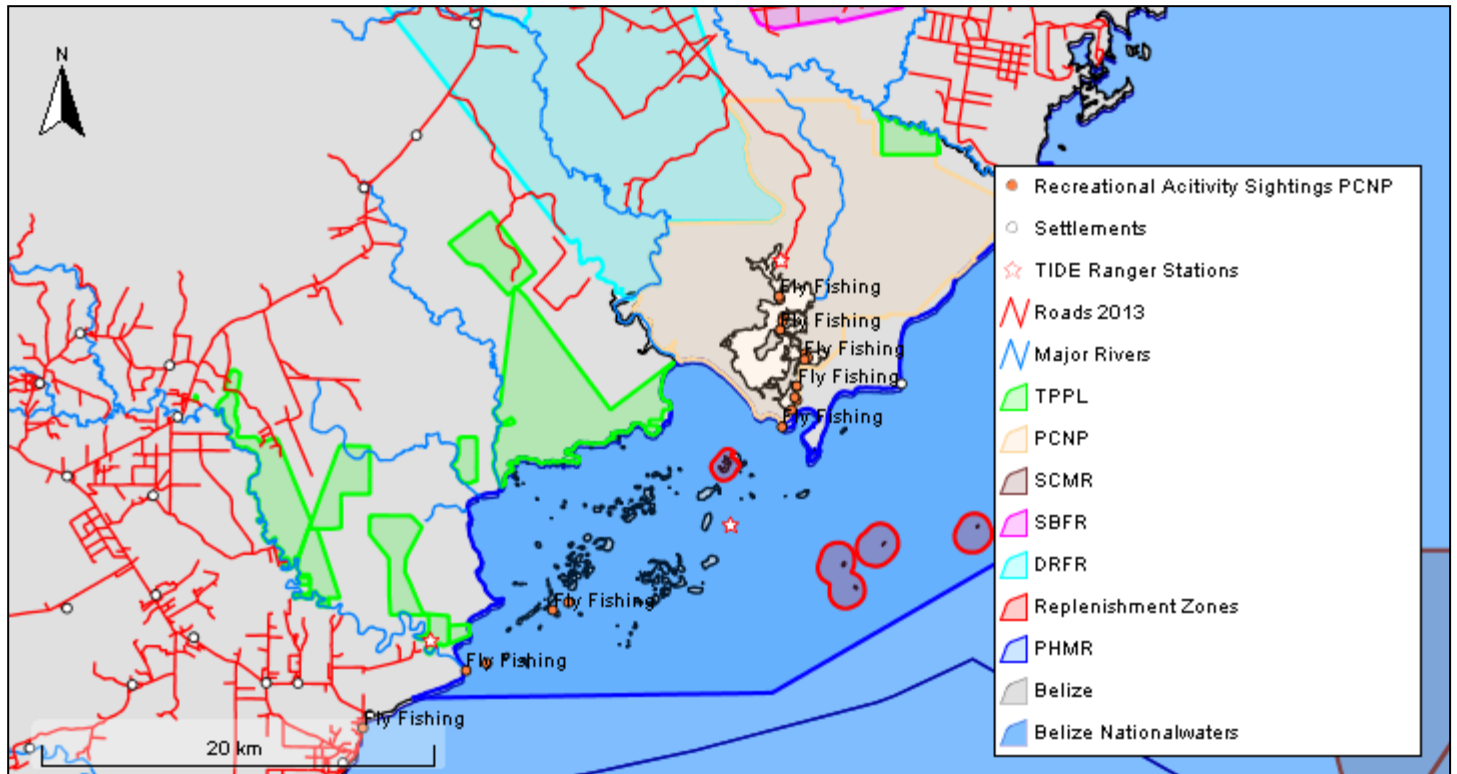 N
Recreational Acitivity Sightings PCNP
Settlements
TIDE Ranger Stations
Roads 2013
Major Rivers
TPPL
PCNP
SCMR
SBFR
DRFR
Replenishment Zones
PHMR
Belize
Belize Nationalwaters
Fly Fishing
Fly Fishing
Fly Fishing
Fly Fishing
Fly Fishing
Fly Fishing
Fly Fishing
Fly Fishing
20 km